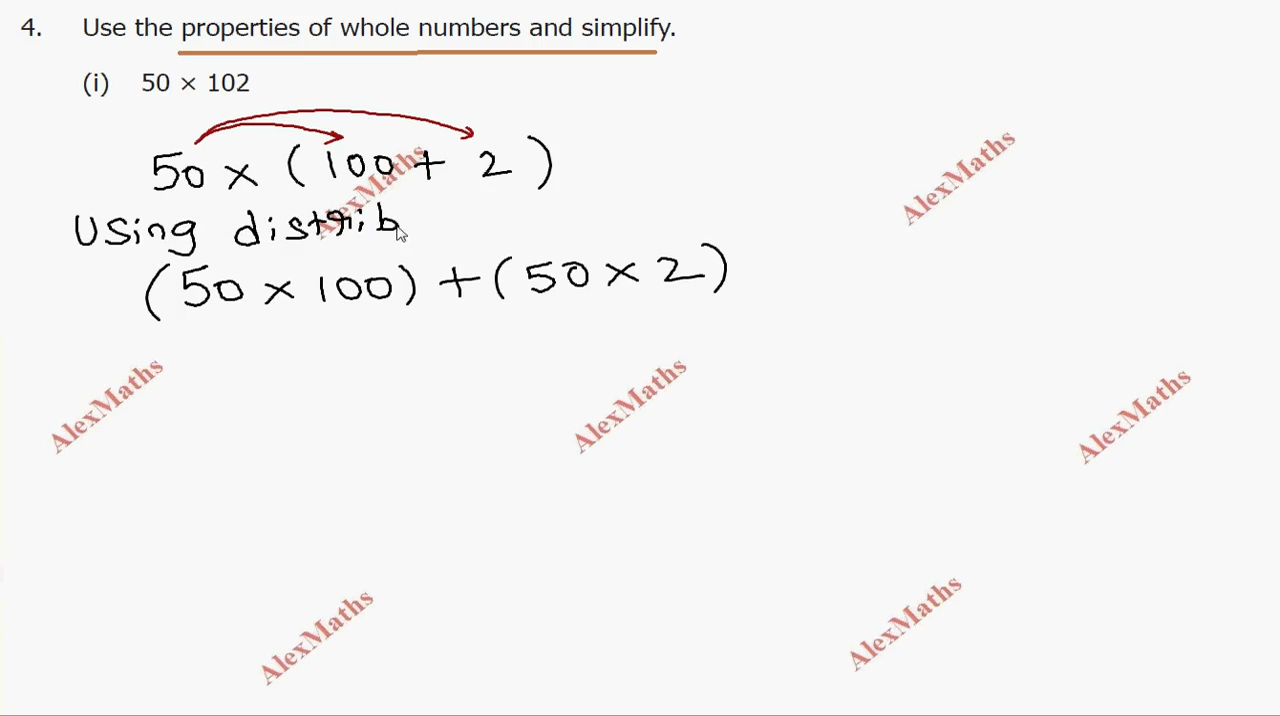 4. Use the properties of whole numbers and simplify.
(i) 50 × 102
50 × (100 + 2)
Using distrib
(50 × 100) + (50 × 2)
AlexMaths
AlexMaths
AlexMaths
AlexMaths
AlexMaths
AlexMaths
AlexMaths